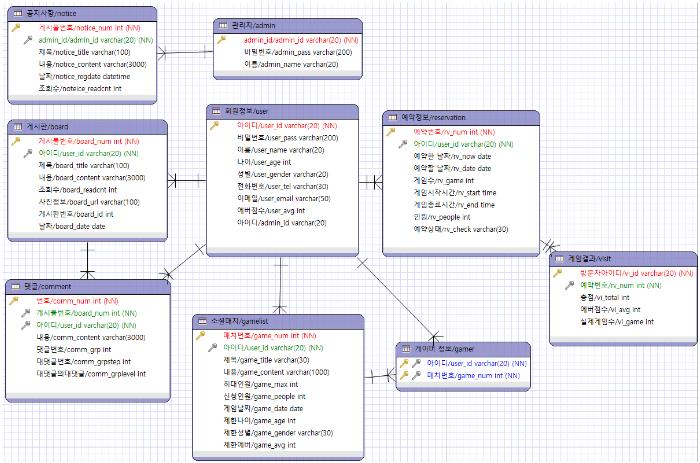 공지사항/notice
게시물번호/notice_num int (NN)
admin_id/admin_id varchar(20) (NN)
제목/notice_title varchar(100)
내용/notice_content varchar(3000)
날짜/notice_regdate datetime
조회수/noteice_readcnt int
관리자/admin
admin_id/admin_id varchar(20) (NN)
비밀번호/admin_pass varchar(200)
이름/admin_name varchar(20)
게시판/board
게시물번호/board_num int (NN)
아이디/user_id varchar(20) (NN)
제목/board_title varchar(100)
내용/board_content varchar(3000)
조회수/board_readcnt int
사진정보/board_url varchar(100)
게시판번호/board_id int
날짜/board_date date
회원정보/user
아이디/user_id varchar(20) (NN)
비밀번호/user_pass varchar(200)
이름/user_name varchar(20)
나이/user_age int
성별/user_gender varchar(20)
전화번호/user_tel varchar(30)
이메일/user_email varchar(50)
에버점수/user_avg int
아이디/admin_id varchar(20)
예약정보/reservation
예약번호/rv_num int (NN)
아이디/user_id varchar(20) (NN)
예약한 날짜/rv_now date
예약할 날짜/rv_date date
게임수/rv_game int
게임시작시간/rv_start time
게임종료시간/rv_end time
인원/rv_people int
예약상태/rv_check varchar(30)
게임결과/visit
방문자아이디/vi_id varchar(20) (NN)
예약번호/rv_num int (NN)
총점/vi_total int
에버점수/vi_avg int
실제게임수/vi_game int
댓글/comment
번호/comm_num int (NN)
게시물번호/board_num int (NN)
아이디/user_id varchar(20) (NN)
내용/comm_content varchar(3000)
댓글번호/comm_grp int
대댓글번호/comm_grpstep int
대댓글의대댓글/comm_grplevel int
소셜매치/gamelist
매치번호/game_num int (NN)
아이디/user_id varchar(20) (NN)
제목/game_title varchar(30)
내용/game_content varchar(1000)
최대인원/game_max int
신청인원/game_people int
게임날짜/game_date date
제한나이/game_age int
제한성별/game_gender varchar(30)
제한에버/game_avg int
게이머 정보/gamer
아이디/user_id varchar(20) (NN)
매치번호/game_num int (NN)